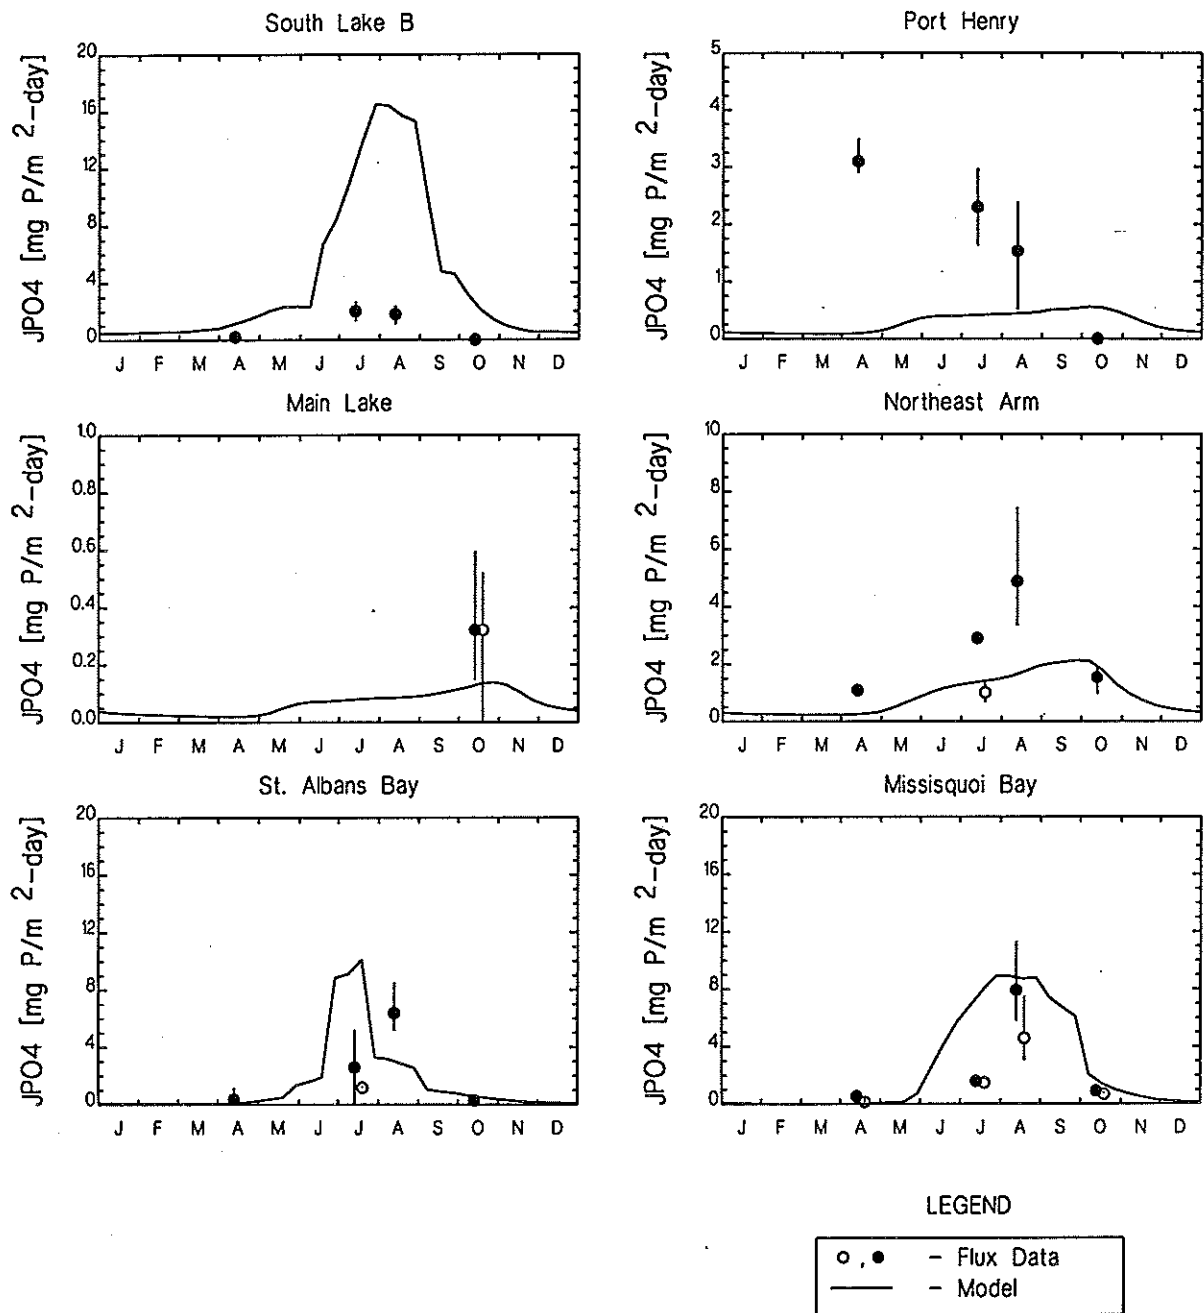 South Lake B
JPO4 [mg P/m 2-day]
20
16
12
8
4
0
J F M A M J J A S O N D
Port Henry
JPO4 [mg P/m 2-day]
5
4
3
2
1
0
J F M A M J J A S O N D
Main Lake
JPO4 [mg P/m 2-day]
1.0
0.8
0.6
0.4
0.2
0.0
J F M A M J J A S O N D
Northeast Arm
JPO4 [mg P/m 2-day]
10
8
6
4
2
0
J F M A M J J A S O N D
St. Albans Bay
JPO4 [mg P/m 2-day]
20
16
12
8
4
0
J F M A M J J A S O N D
Missisquoi Bay
JPO4 [mg P/m 2-day]
20
16
12
8
4
0
J F M A M J J A S O N D
LEGEND
, - Flux Data
- Model